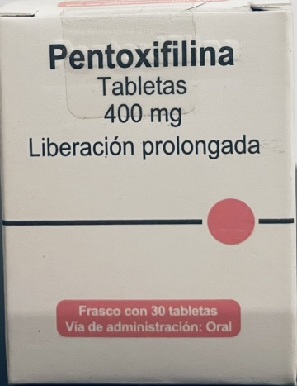 Pentoxifilina
Tabletas
400 mg
Liberación prolongada
Frasco con 30 tabletas
Vía de administración: Oral